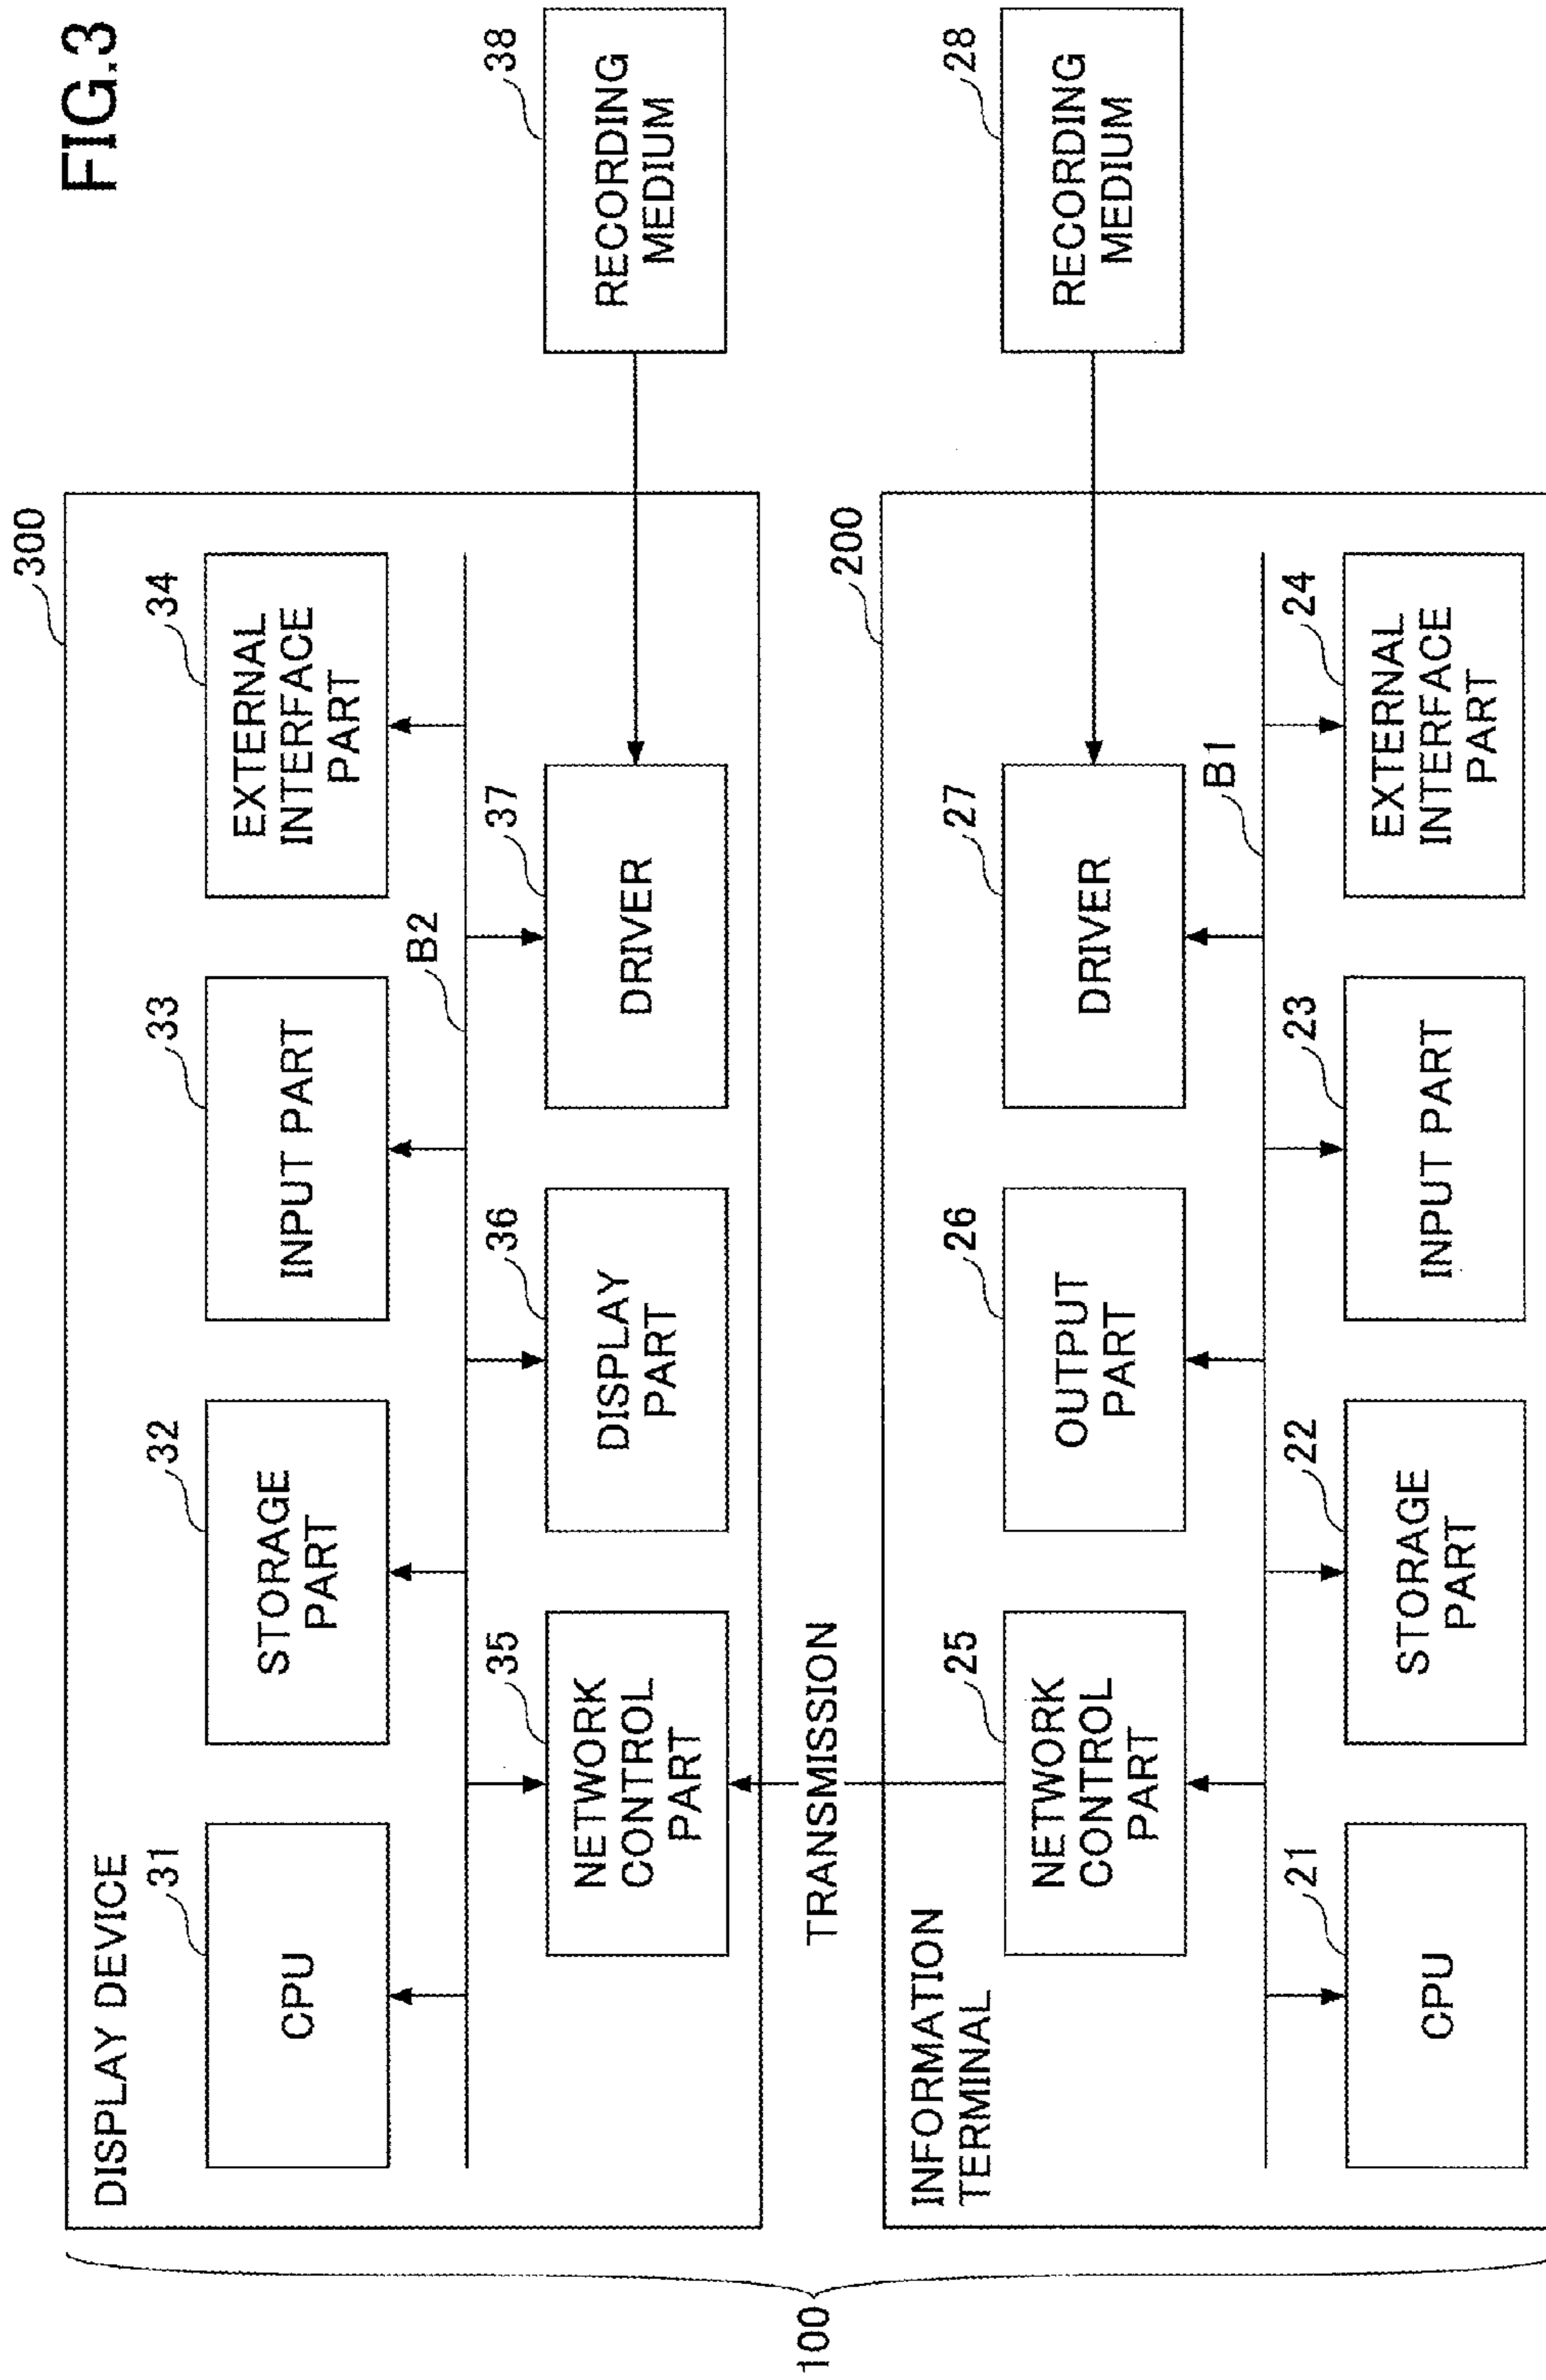 FIG.3
300
DISPLAY DEVICE
31
CPU
32
STORAGE
PART
33
INPUT PART
34
EXTERNAL
INTERFACE
PART
B2
35
NETWORK
CONTROL
PART
36
DISPLAY
PART
37
DRIVER
38
RECORDING
MEDIUM
TRANSMISSION
100
200
INFORMATION
TERMINAL
25
NETWORK
CONTROL
PART
26
OUTPUT
PART
27
DRIVER
28
RECORDING
MEDIUM
B1
21
CPU
22
STORAGE
PART
23
INPUT PART
24
EXTERNAL
INTERFACE
PART